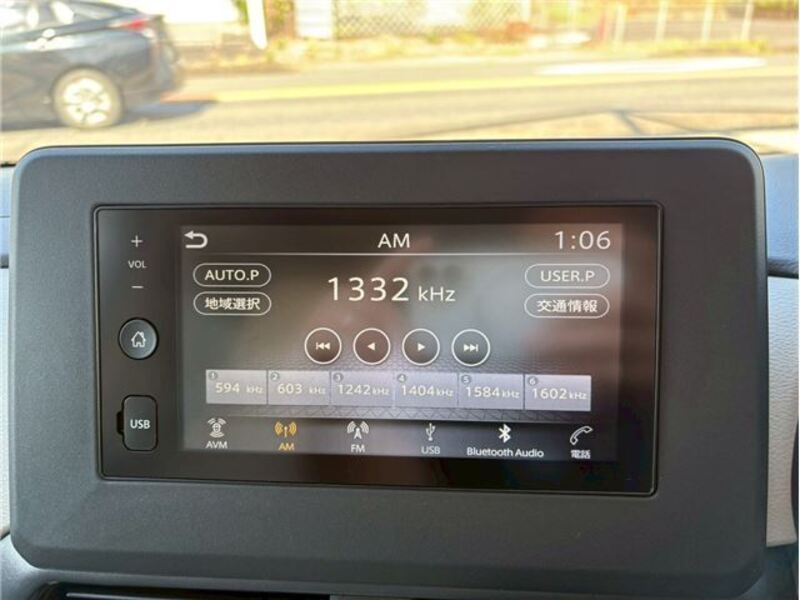 +
VOL
−
USB
AM
1:06
AUTO.P
1332 kHz
USER.P
地域選択
交通情報
1 594 kHz
2 603 kHz
3 1242 kHz
4 1404 kHz
5 1584 kHz
6 1602 kHz
AVM
AM
FM
USB
Bluetooth Audio
電話